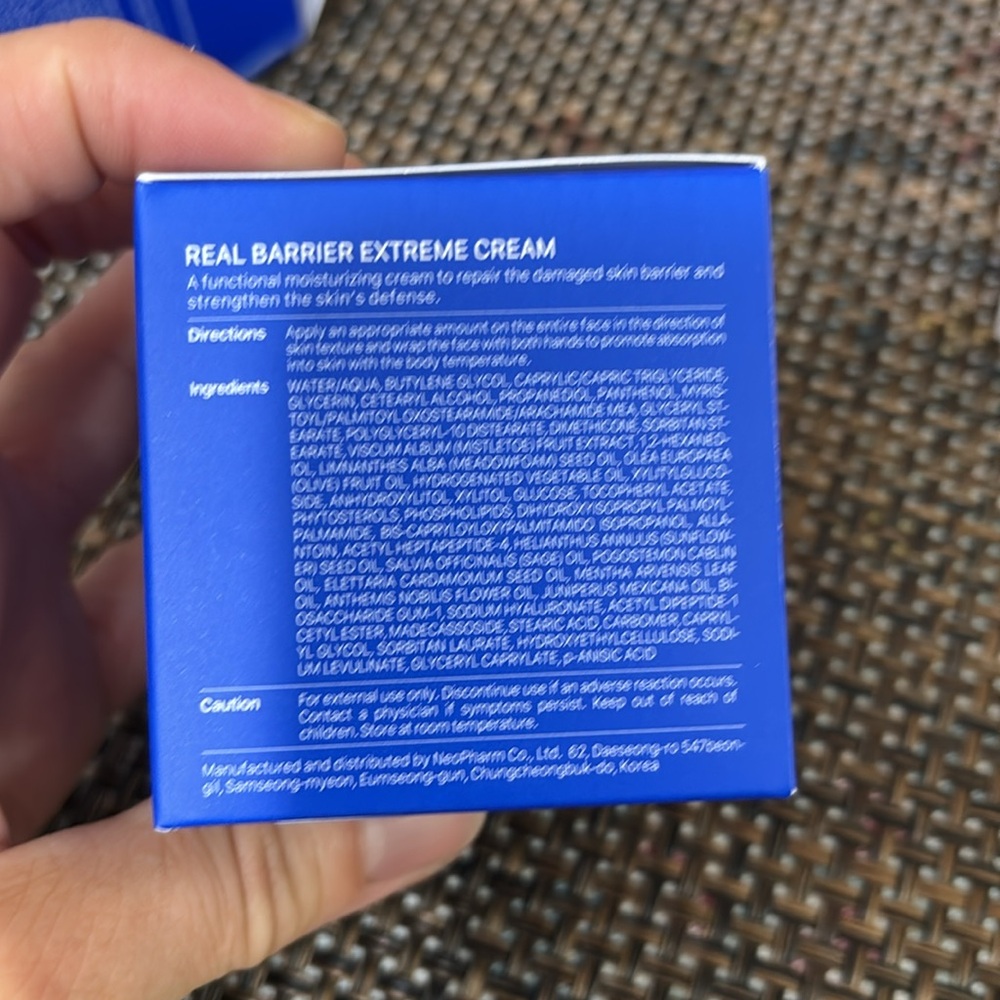 REAL BARRIER EXTREME CREAM
A functional moisturizing cream to repair the damaged skin barrier and
strengthen the skin's defense.
Directions Apply an appropriate amount on the entire face in the direction of
skin texture and wrap the face with both hands to promote absorption
into skin with the body temperature.
Ingredients WATER/AQUA, BUTYLENE GLYCOL, CAPRYLIC/CAPRIC TRIGLYCERIDE,
GLYCERIN, CETEARYL ALCOHOL, PROPANEDIOL, PANTHENOL, MYRIS-
TOYL/PALMITOYL OXOSTEARAMIDE/ARACHAMIDE MEA, GLYCERYL ST-
EARATE, POLYGLYCERYL-10 DISTEARATE, DIMETHICONE, SORBITAN ST-
EARATE, VISCUM ALBUM (MISTLETOE) FRUIT EXTRACT, 1,2-HEXANED-
IOL, LIMNANTHES ALBA (MEADOWFOAM) SEED OIL, OLEA EUROPAEA
(OLIVE) FRUIT OIL, HYDROGENATED VEGETABLE OIL, XYLITYLGLUCO-
SIDE, ANHYDROXYLITOL, XYLITOL, GLUCOSE, TOCOPHERYL ACETATE,
PHYTOSTEROLS, PHOSPHOLIPIDS, DIHYDROXYISOPROPYL PALMOYL-
PALMAMIDE, BIS-CAPRYLOYLOXYPALMITAMIDO ISOPROPANOL, ALLA-
NTOIN, ACETYL HEPTAPEPTIDE-4, HELIANTHUS ANNUUS (SUNFLOW-
ER) SEED OIL, SALVIA OFFICINALIS (SAGE) OIL, POGOSTEMON CABLIN
OIL, ELETTARIA CARDAMOMUM SEED OIL, MENTHA ARVENSIS LEAF
OIL, ANTHEMIS NOBILIS FLOWER OIL, JUNIPERUS MEXICANA OIL, BI-
OSACCHARIDE GUM-1, SODIUM HYALURONATE, ACETYL DIPEPTIDE-1
CETYL ESTER, MADECASSOSIDE, STEARIC ACID, CARBOMER, CAPRYL-
YL GLYCOL, SORBITAN LAURATE, HYDROXYETHYLCELLULOSE, SODI-
UM LEVULINATE, GLYCERYL CAPRYLATE, p-ANISIC ACID
Caution For external use only. Discontinue use if an adverse reaction occurs.
Contact a physician if symptoms persist. Keep out of reach of
children. Store at room temperature.
Manufactured and distributed by NeoPharm Co., Ltd. 62, Daeseong-ro 547beon-
gil, Samseong-myeon, Eumseong-gun, Chungcheongbuk-do, Korea